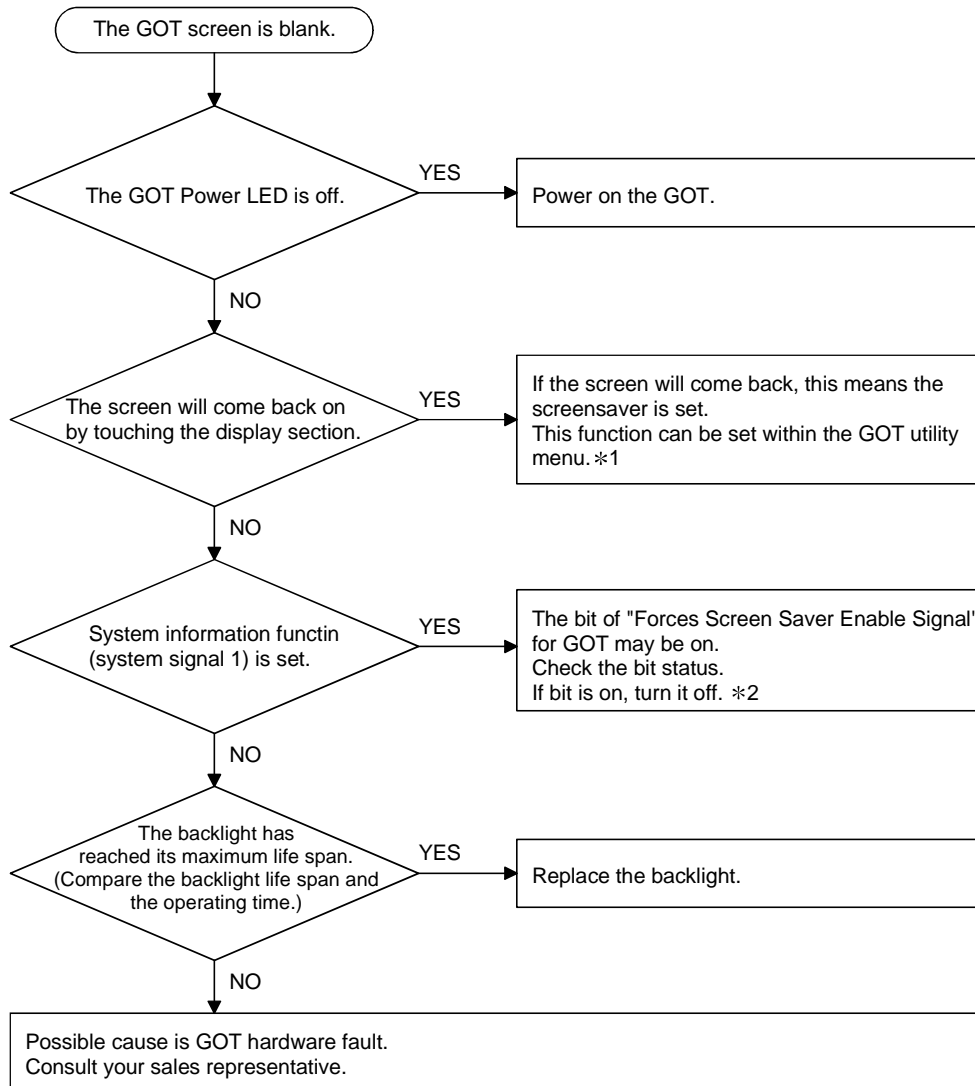 The GOT screen is blank.
The GOT Power LED is off.
YES
Power on the GOT.
NO
The screen will come back on
by touching the display section.
YES
If the screen will come back, this means the
screensaver is set.
This function can be set within the GOT utility
menu.*1
NO
System information functin
(system signal 1) is set.
YES
The bit of "Forces Screen Saver Enable Signal"
for GOT may be on.
Check the bit status.
If bit is on, turn it off. *2
NO
The backlight has
reached its maximum life span.
(Compare the backlight life span and
the operating time.)
YES
Replace the backlight.
NO
Possible cause is GOT hardware fault.
Consult your sales representative.